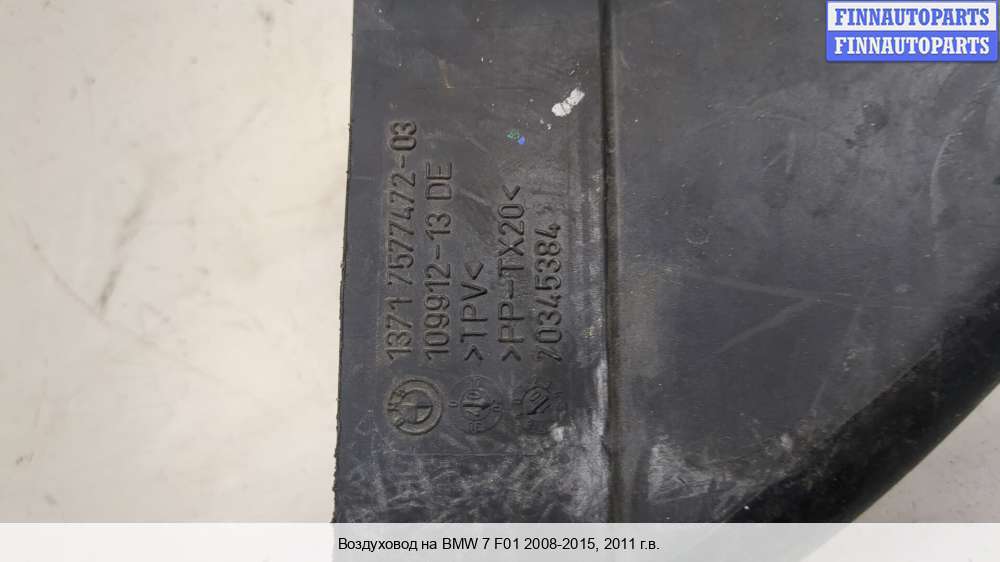 FINNAUTOPARTS
FINNAUTOPARTS
1371 7577472-03
109912-13 DE
>TPV<
>PP-TX20<
20345384
Воздуховод на BMW 7 F01 2008-2015, 2011 г.в.